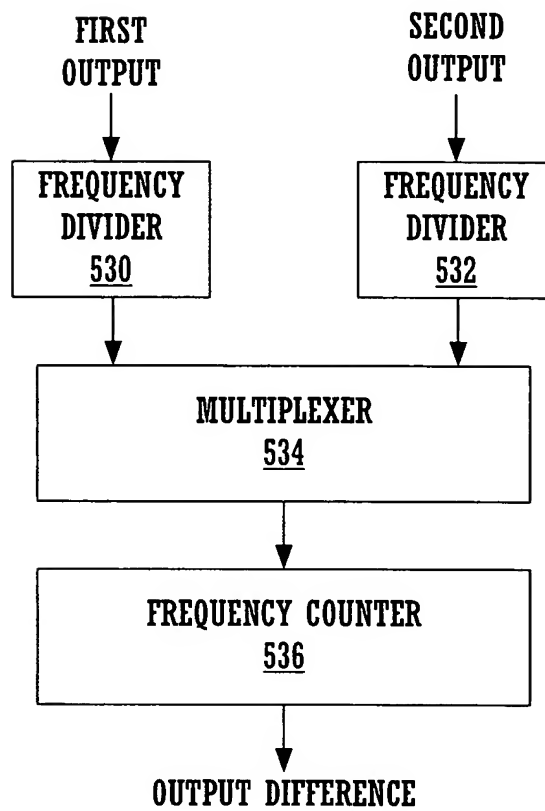 FIRST
OUTPUT
SECOND
OUTPUT
FREQUENCY
DIVIDER
530
FREQUENCY
DIVIDER
532
MULTIPLEXER
534
FREQUENCY COUNTER
536
OUTPUT DIFFERENCE